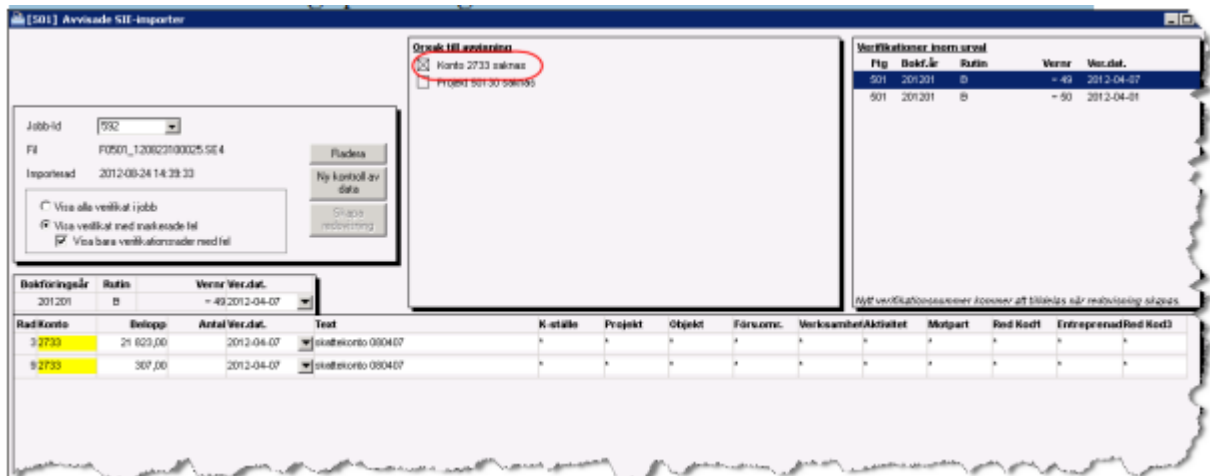 [501] Avvisade SIE-importer
Orsak till avvisning
Konto 2733 saknas
Projekt 50130 saknas
Verifikationer inom urval
Ftg Bokf.år Rutin Vernr Ver.dat.
501 201201 B - 49 2012-04-07
501 201201 B - 50 2012-04-01
Jobb-Id 592
Fil F0501_120823100025.SE4
Importerad 2012-08-24 14:39:33
Radera
Ny kontroll av data
Skapa redovisning
Visa alla verifikat i jobb
Visa verifikat med markerade fel
Visa bara verifikationsrader med fel
Bokföringsår Rutin Vernr Ver.dat.
201201 B - 49 2012-04-07
Nytt verifikationsnummer kommer att tilldelas när redovisning skapas.
Rad Konto Belopp Antal Ver.dat. Text K-ställe Projekt Objekt Förs.omr. Verksamhet Aktivitet Motpart Red Kod1 Entreprenad Red Kod3
3 2733 21 823,00 2012-04-07 skattekonto 080407 * * * * * * * * * *
9 2733 307,00 2012-04-07 skattekonto 080407 * * * * * * * * * *